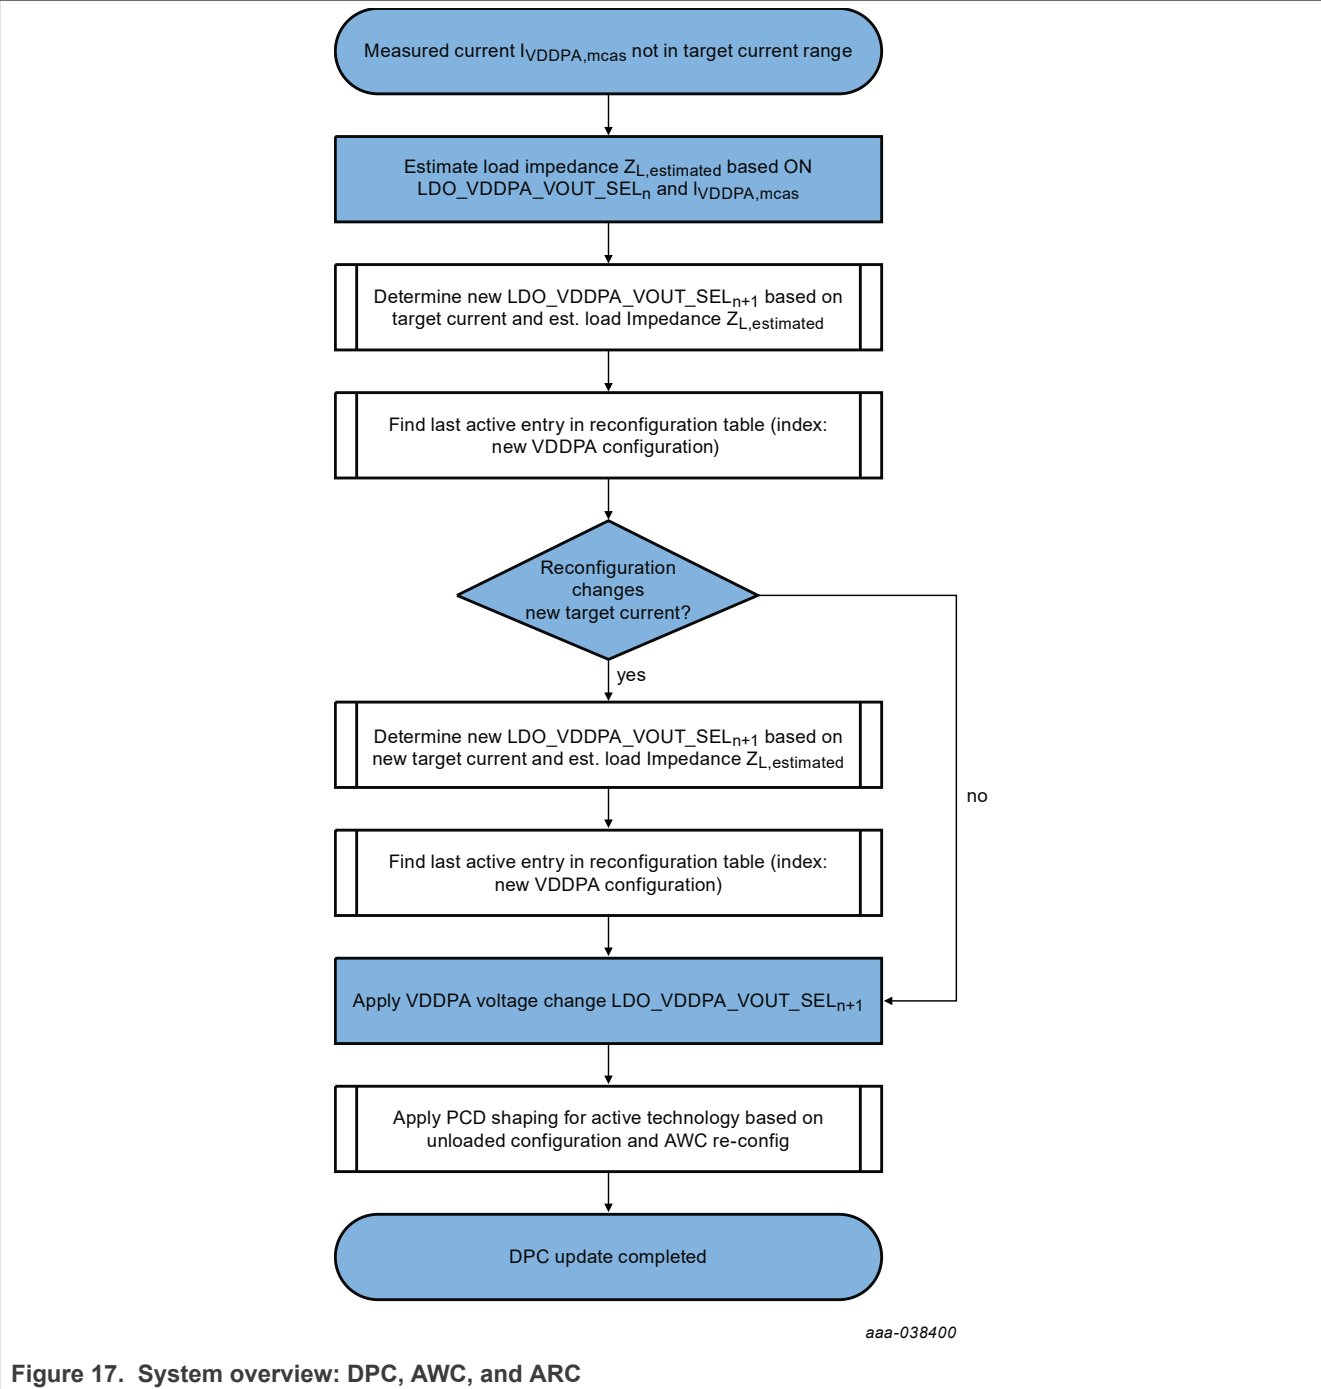 Measured current IVDDPA,mcas not in target current range
Estimate load impedance ZL,estimated based ON
LDO_VDDPA_VOUT_SELn and IVDDPA,mcas
Determine new LDO_VDDPA_VOUT_SELn+1 based on
target current and est. load Impedance ZL,estimated
Find last active entry in reconfiguration table (index:
new VDDPA configuration)
Reconfiguration
changes
new target current?
yes
Determine new LDO_VDDPA_VOUT_SELn+1 based on
new target current and est. load Impedance ZL,estimated
no
Find last active entry in reconfiguration table (index:
new VDDPA configuration)
Apply VDDPA voltage change LDO_VDDPA_VOUT_SELn+1
Apply PCD shaping for active technology based on
unloaded configuration and AWC re-config
DPC update completed
aaa-038400
Figure 17. System overview: DPC, AWC, and ARC